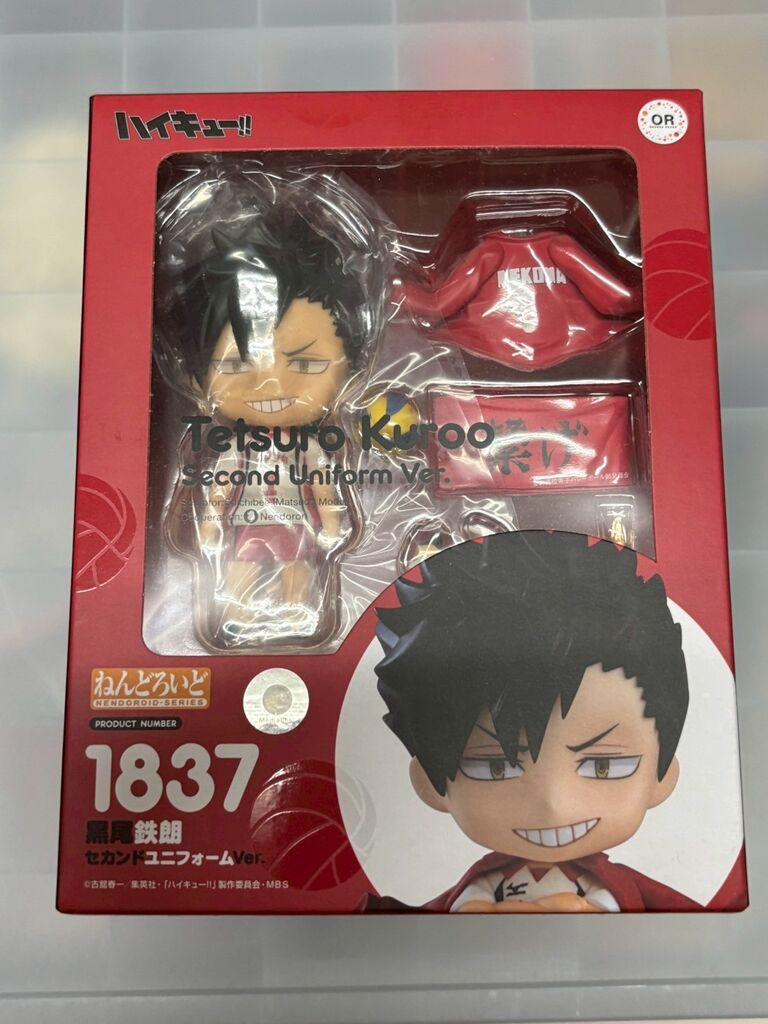 ハイキュー!!
OR
NEKOMA
繋げ
Tetsuro Kuroo
Second Uniform Ver.
Nendoron
ねんどろいど
NENDOROID-SERIES
PRODUCT NUMBER
1837
黒尾鉄朗
セカンドユニフォームVer.
©古舘春一／集英社・「ハイキュー!!」製作委員会・MBS